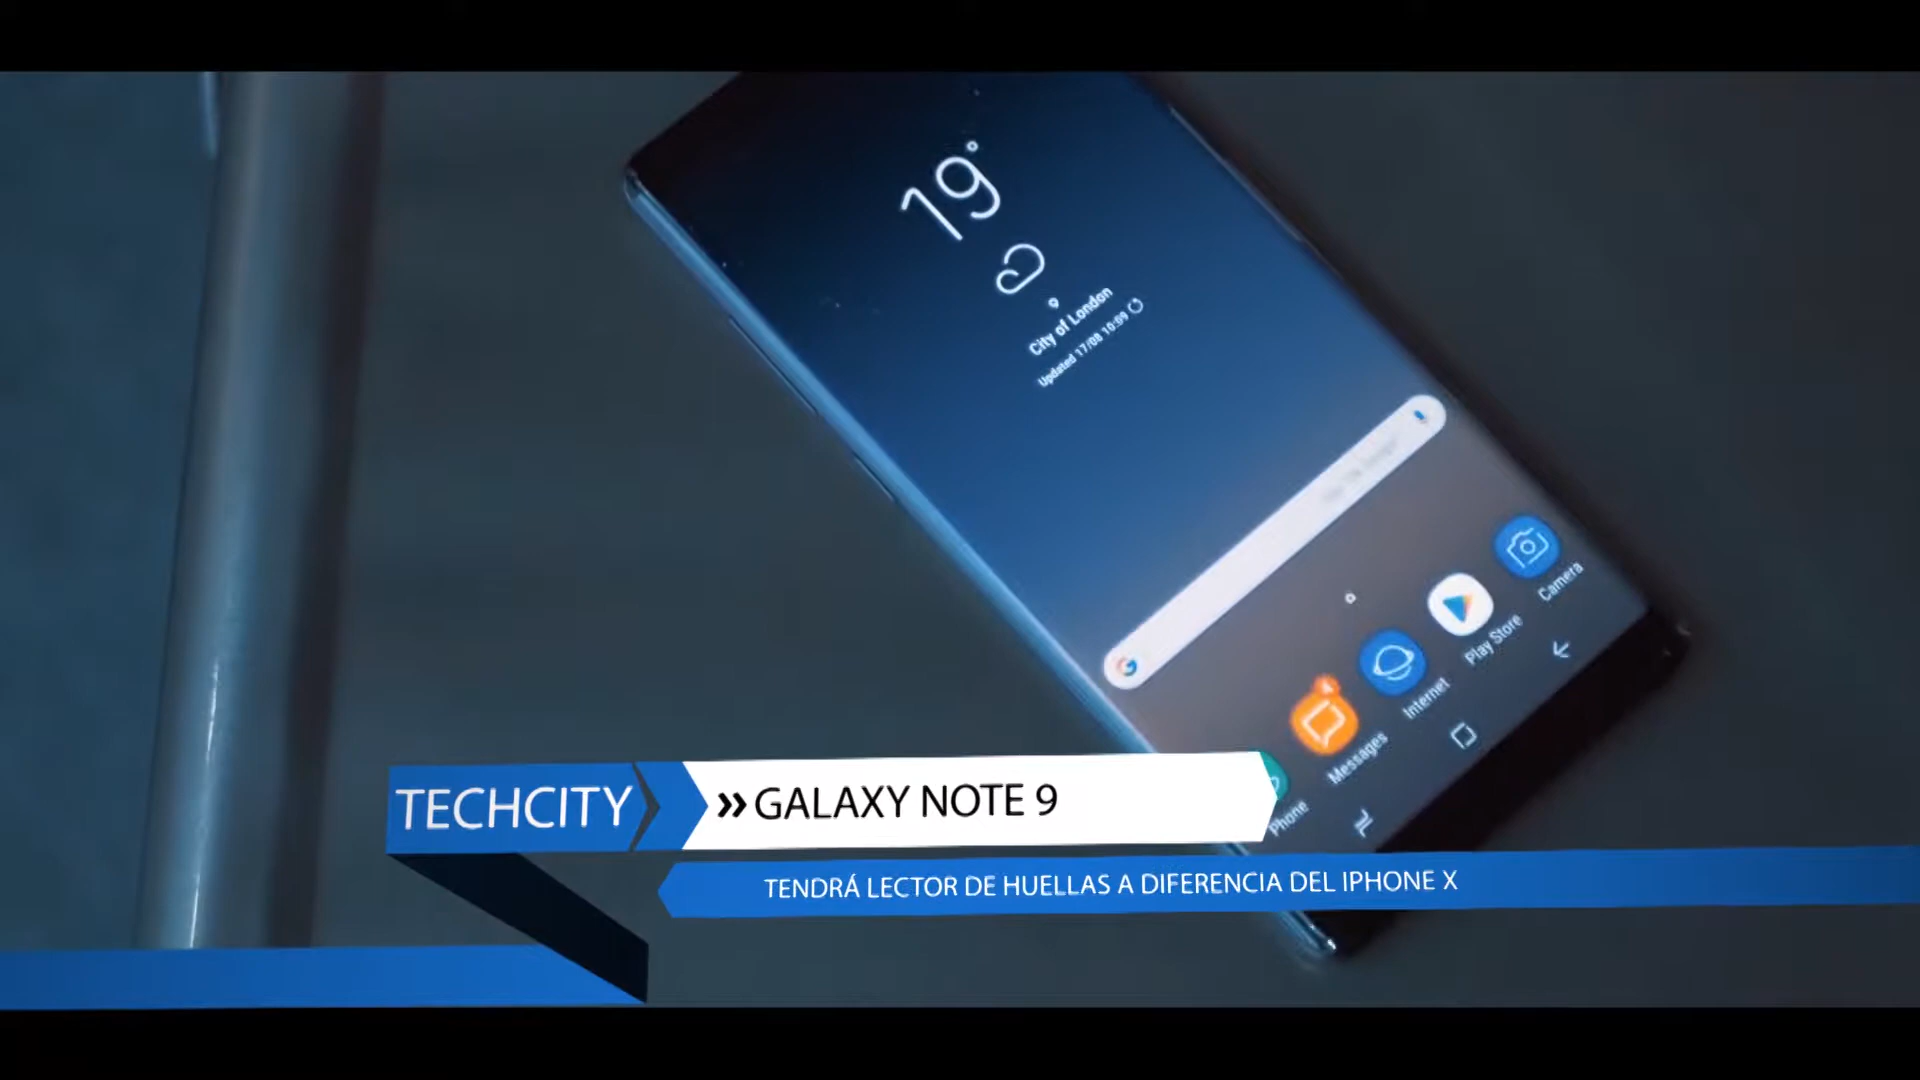 19°
City of London
Updated 17/08 10:59
Camera
Play Store
Internet
Messages
Phone
TECHCITY
»GALAXY NOTE 9
TENDRÁ LECTOR DE HUELLAS A DIFERENCIA DEL IPHONE X